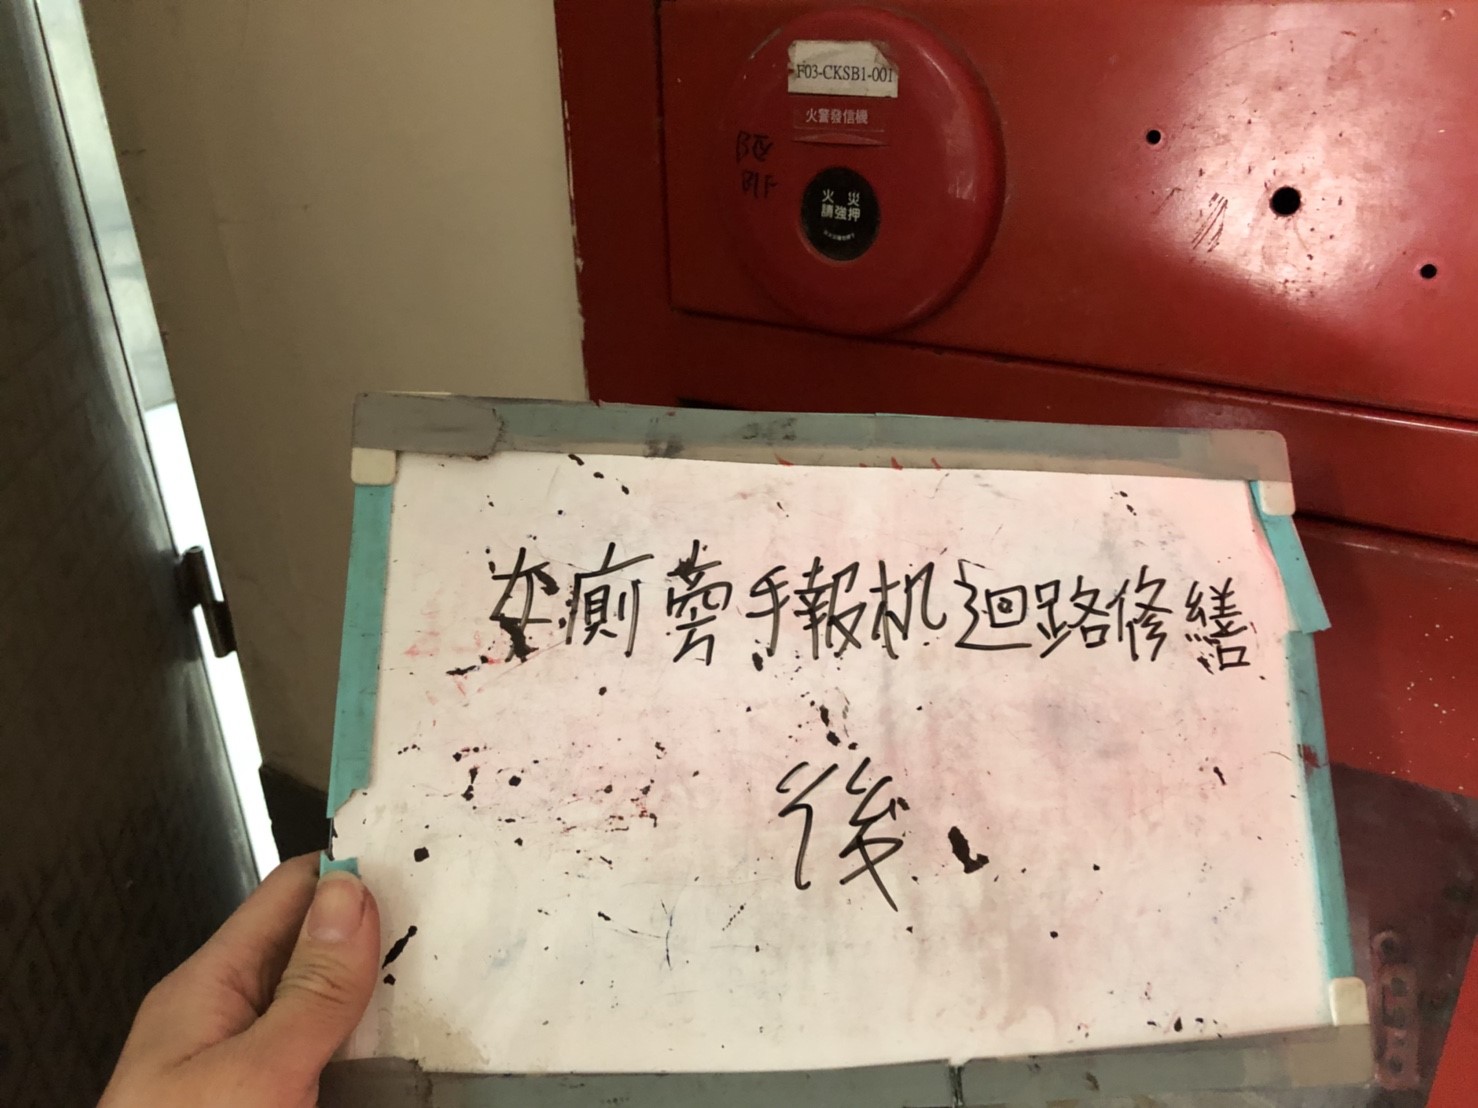 F03-CKSB1-001
火警發信機
火 災
請強押
女廁旁手報机迴路修繕
後